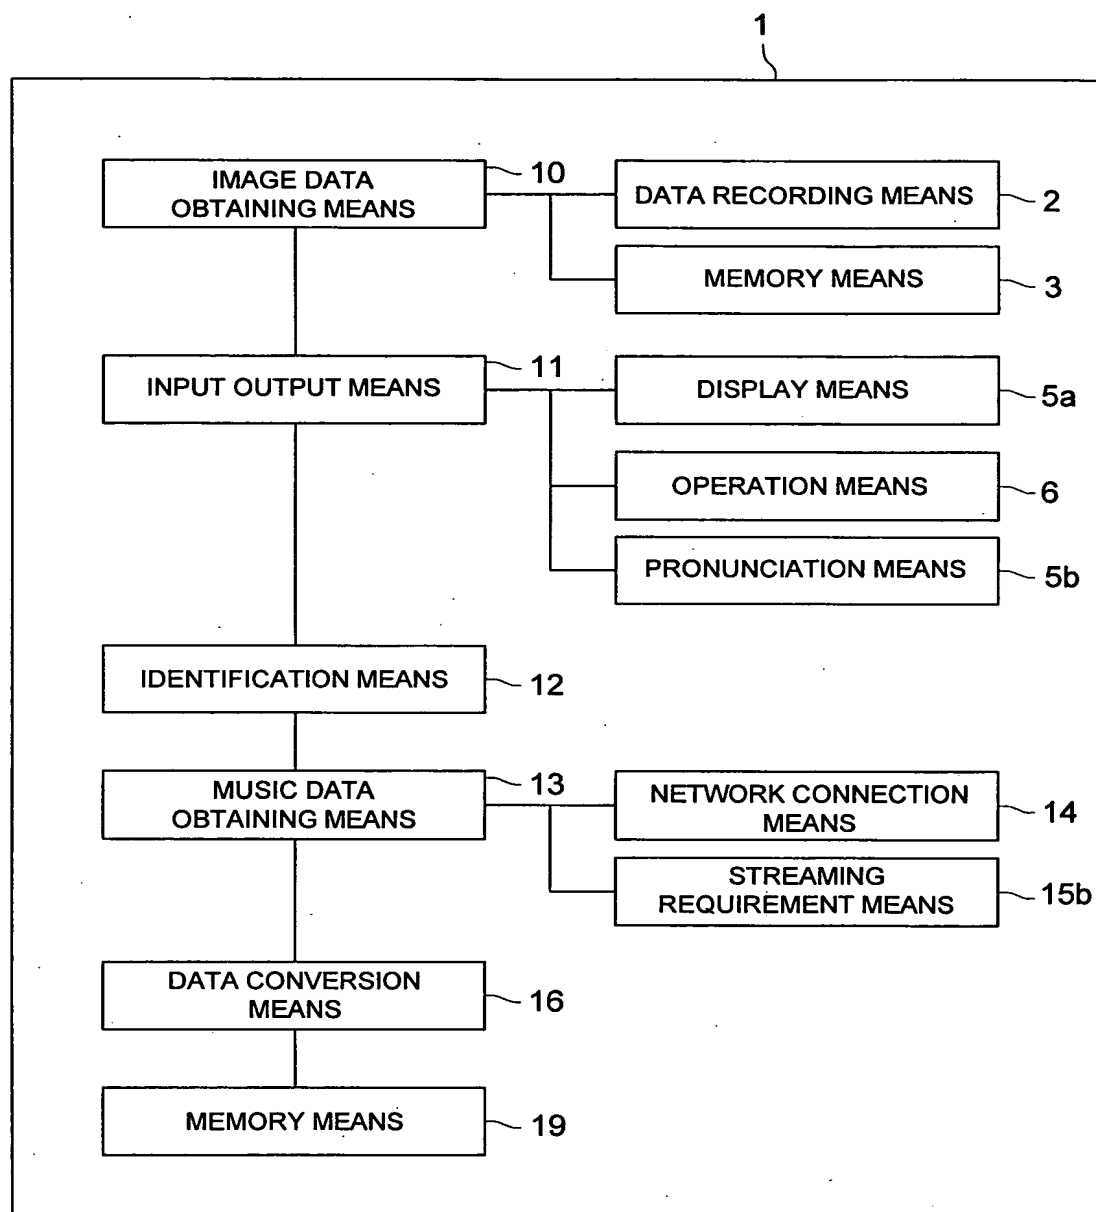 1
IMAGE DATA
OBTAINING MEANS
10
DATA RECORDING MEANS
2
MEMORY MEANS
3
INPUT OUTPUT MEANS
11
DISPLAY MEANS
5a
OPERATION MEANS
6
PRONUNCIATION MEANS
5b
IDENTIFICATION MEANS
12
MUSIC DATA
OBTAINING MEANS
13
NETWORK CONNECTION
MEANS
14
STREAMING
REQUIREMENT MEANS
15b
DATA CONVERSION
MEANS
16
MEMORY MEANS
19